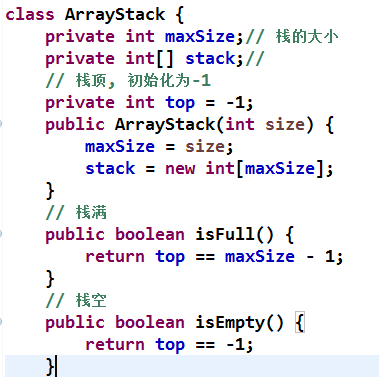 class ArrayStack {
    private int maxSize;// 栈的大小
    private int[] stack;//
    // 栈顶, 初始化为-1
    private int top = -1;
    public ArrayStack(int size) {
        maxSize = size;
        stack = new int[maxSize];
    }
    // 栈满
    public boolean isFull() {
        return top == maxSize - 1;
    }
    // 栈空
    public boolean isEmpty() {
        return top == -1;
    }